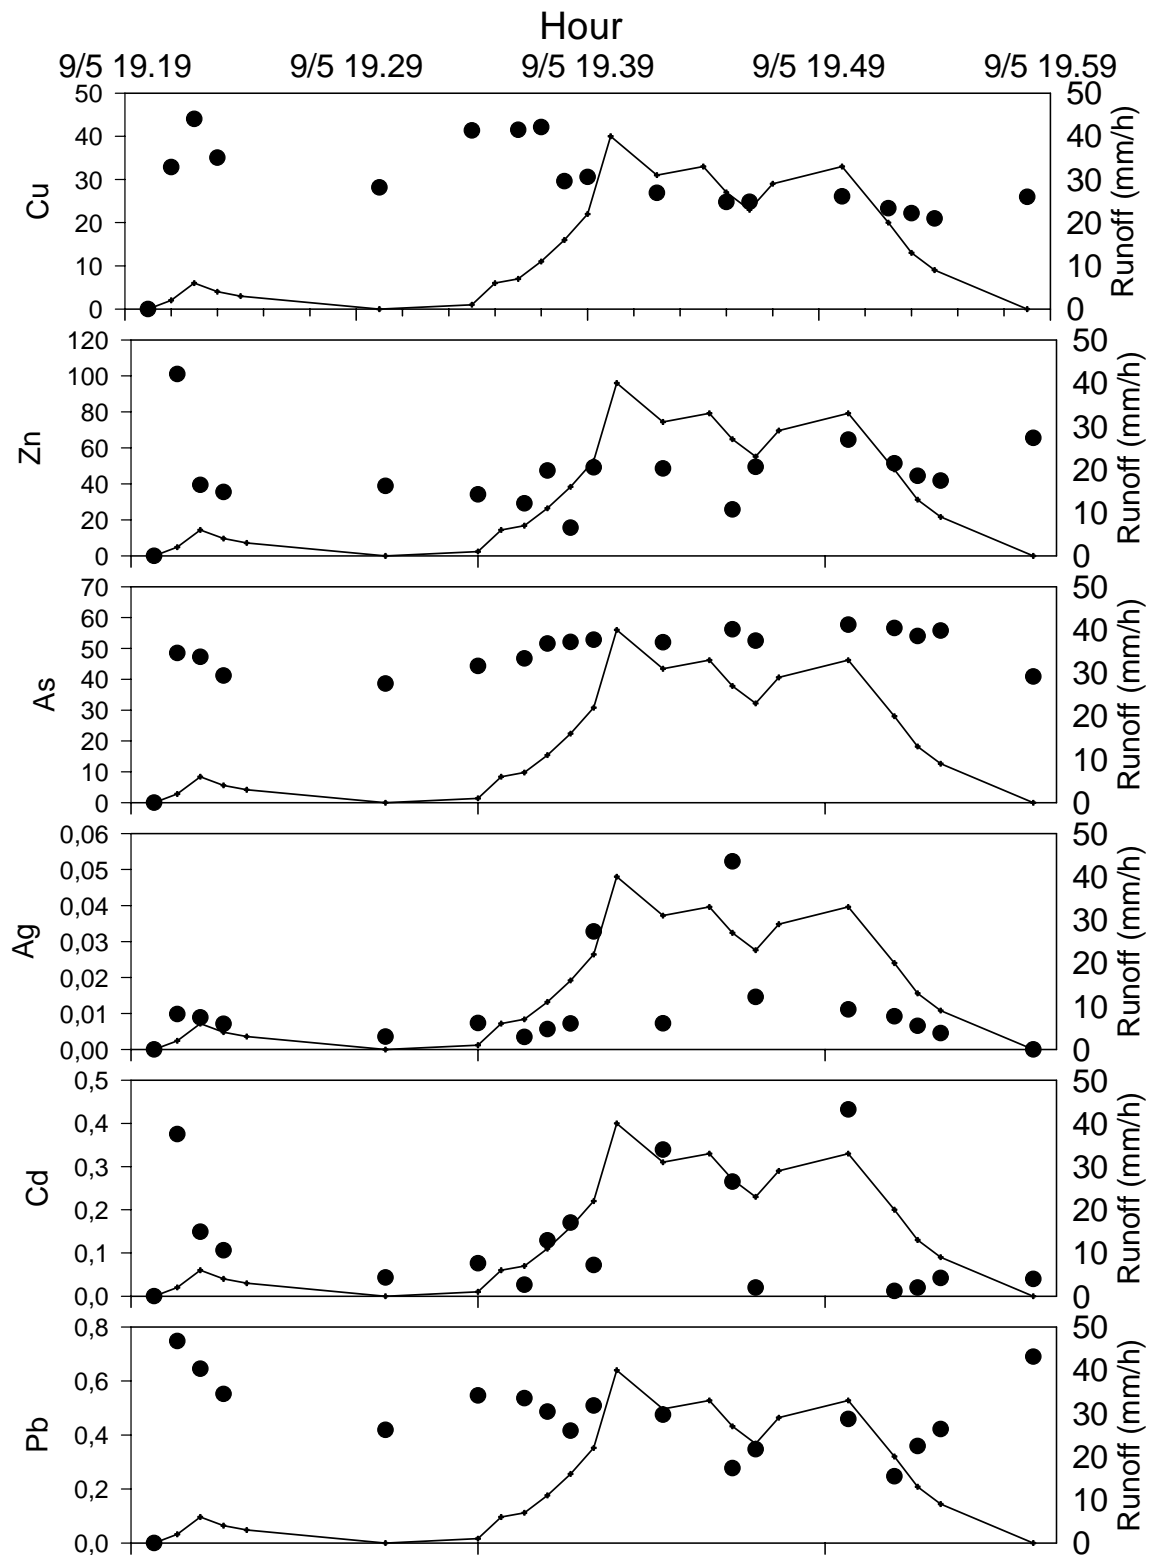 Hour
9/5 19.19 9/5 19.29 9/5 19.39 9/5 19.49 9/5 19.59
50 50
40 40
30 30
20 20
10 10
0 0
Cu
Runoff (mm/h)
120 50
100 40
80
60 30
40 20
20 10
0 0
Zn
Runoff (mm/h)
70 50
60 40
50
40 30
30 20
20
10 10
0 0
As
Runoff (mm/h)
0,06 50
0,05 40
0,04 30
0,03
0,02 20
0,01 10
0,00 0
Ag
Runoff (mm/h)
0,5 50
0,4 40
0,3 30
0,2 20
0,1 10
0,0 0
Cd
Runoff (mm/h)
0,8 50
0,6 40
0,4 30
20
0,2 10
0,0 0
Pb
Runoff (mm/h)